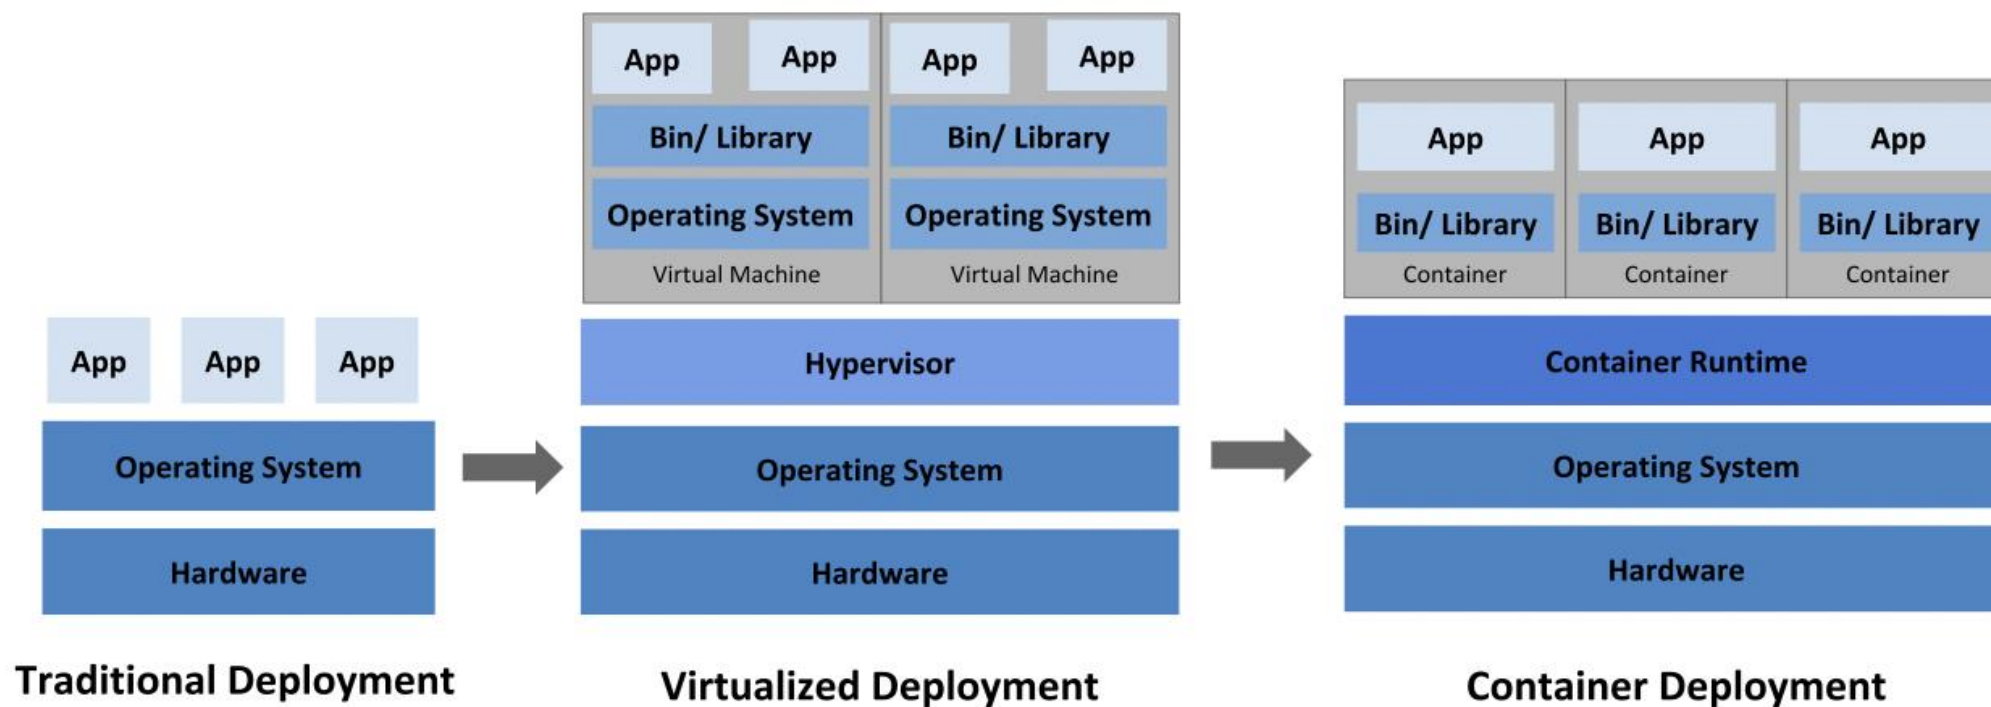 App
App
App
Operating System
Hardware
Traditional Deployment
App
App
Bin/ Library
Operating System
Virtual Machine
App
App
Bin/ Library
Operating System
Virtual Machine
Hypervisor
Operating System
Hardware
Virtualized Deployment
App
Bin/ Library
Container
App
Bin/ Library
Container
App
Bin/ Library
Container
Container Runtime
Operating System
Hardware
Container Deployment